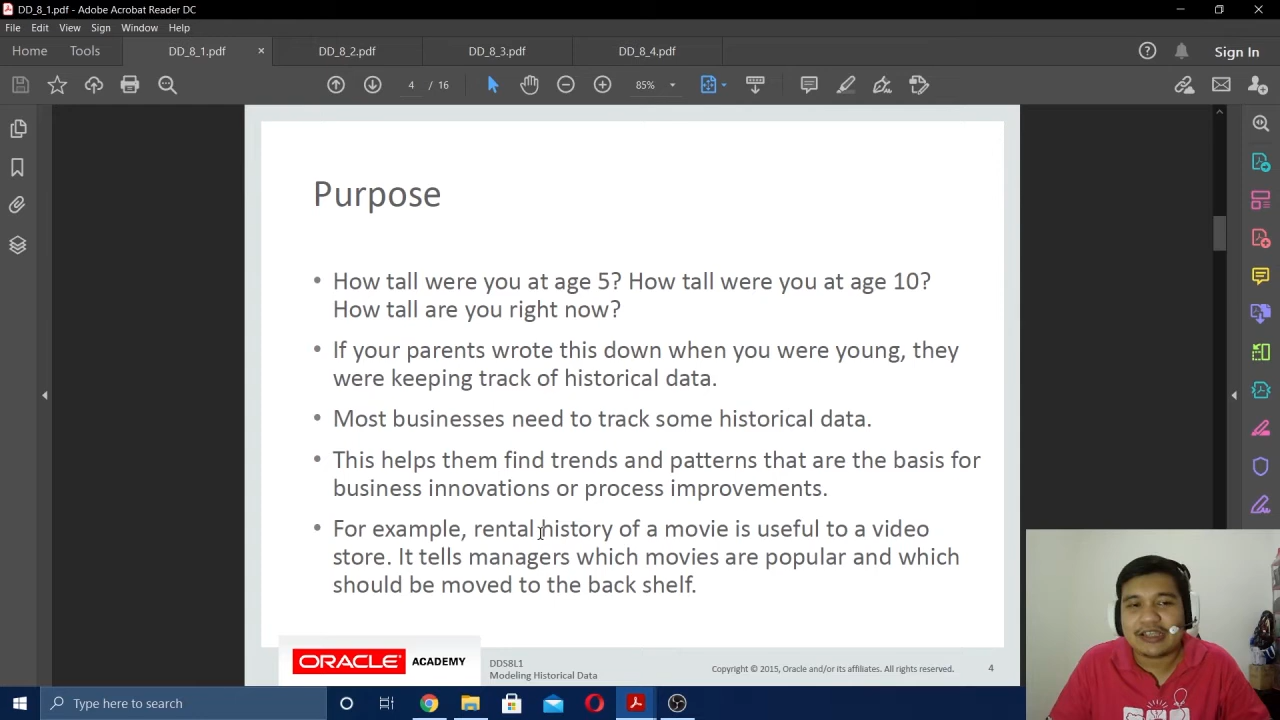 DD_8_1.pdf - Adobe Acrobat Reader DC
File Edit View Sign Window Help
Home Tools DD_8_1.pdf × DD_8_2.pdf DD_8_3.pdf DD_8_4.pdf Sign In
4 / 16 85%
Purpose
• How tall were you at age 5? How tall were you at age 10?
How tall are you right now?
• If your parents wrote this down when you were young, they
were keeping track of historical data.
• Most businesses need to track some historical data.
• This helps them find trends and patterns that are the basis for
business innovations or process improvements.
• For example, rental history of a movie is useful to a video
store. It tells managers which movies are popular and which
should be moved to the back shelf.
ORACLE ACADEMY
DDS8L1
Modeling Historical Data
Copyright © 2015, Oracle and/or its affiliates. All rights reserved.
4
Type here to search